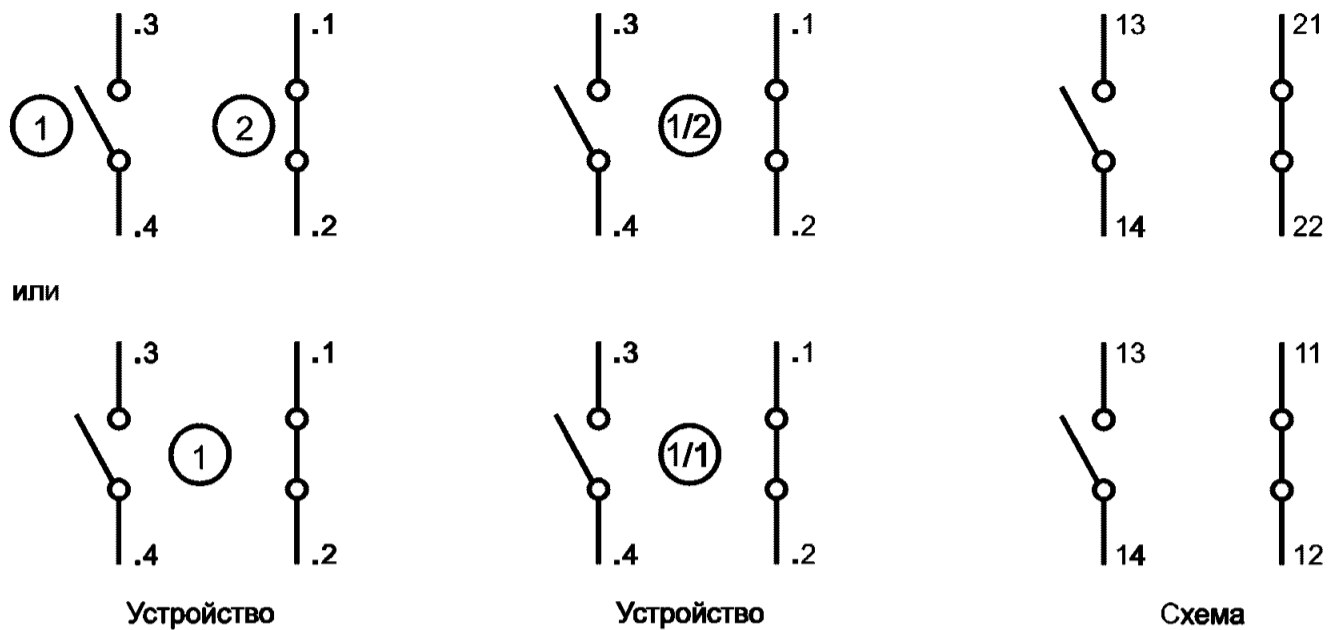 .3 .1 .3 .1 13 21
1 2 1/2
.4 .2 .4 .2 14 22
или
.3 .1 .3 .1 13 11
1 1/1
.4 .2 .4 .2 14 12
Устройство Устройство Схема